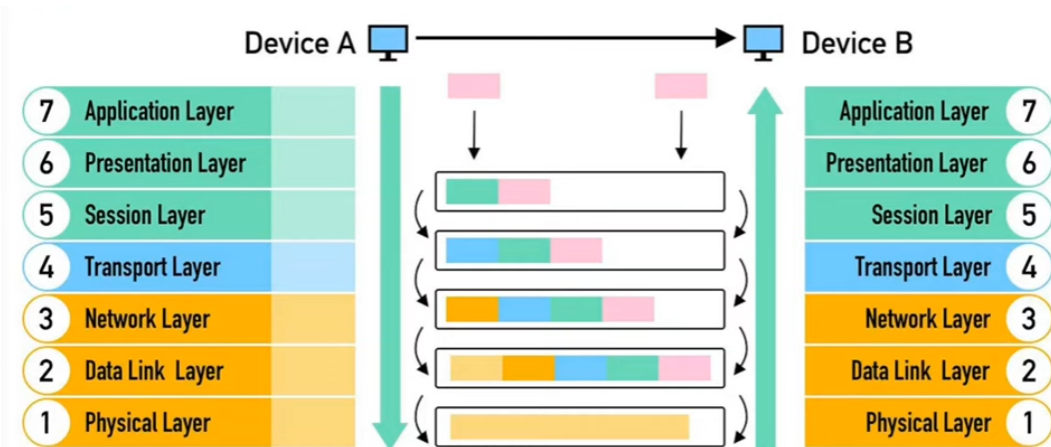 Device A
Device B
7 Application Layer
Application Layer 7
6 Presentation Layer
Presentation Layer 6
5 Session Layer
Session Layer 5
4 Transport Layer
Transport Layer 4
3 Network Layer
Network Layer 3
2 Data Link Layer
Data Link Layer 2
1 Physical Layer
Physical Layer 1